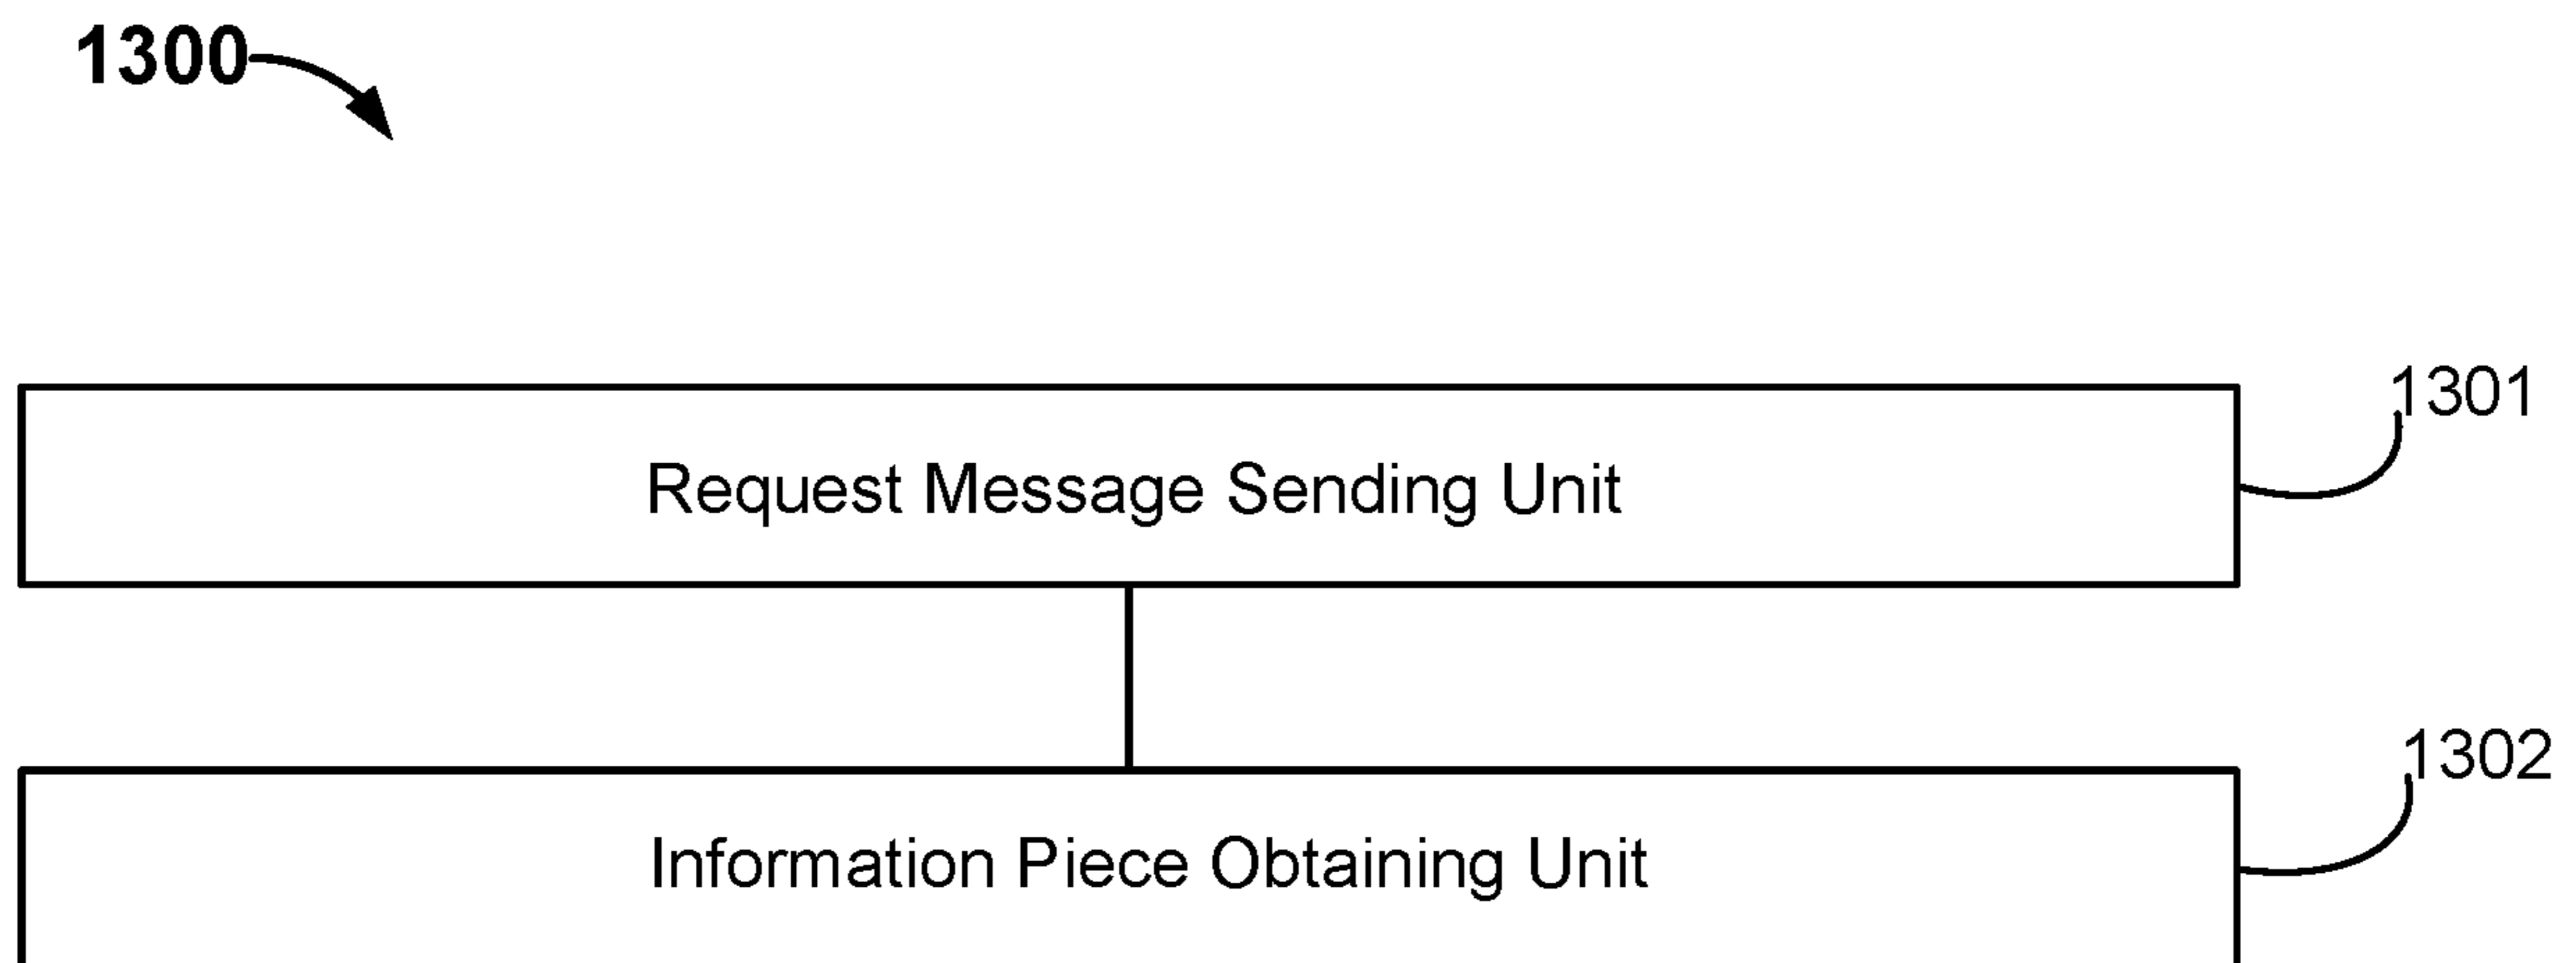 1300
1301
Request Message Sending Unit
1302
Information Piece Obtaining Unit